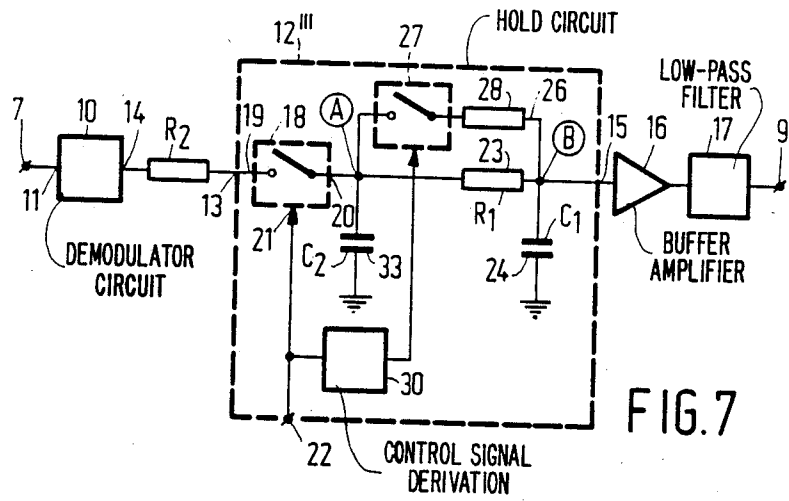 12''' HOLD CIRCUIT
27
LOW-PASS
FILTER
7 10 14 R2 19 18 A 28 26 B 15 16 17 9
23
11 13 20 R1
21
DEMODULATOR
CIRCUIT
C2 33 24 C1
BUFFER
AMPLIFIER
30
22
CONTROL SIGNAL
DERIVATION
FIG.7